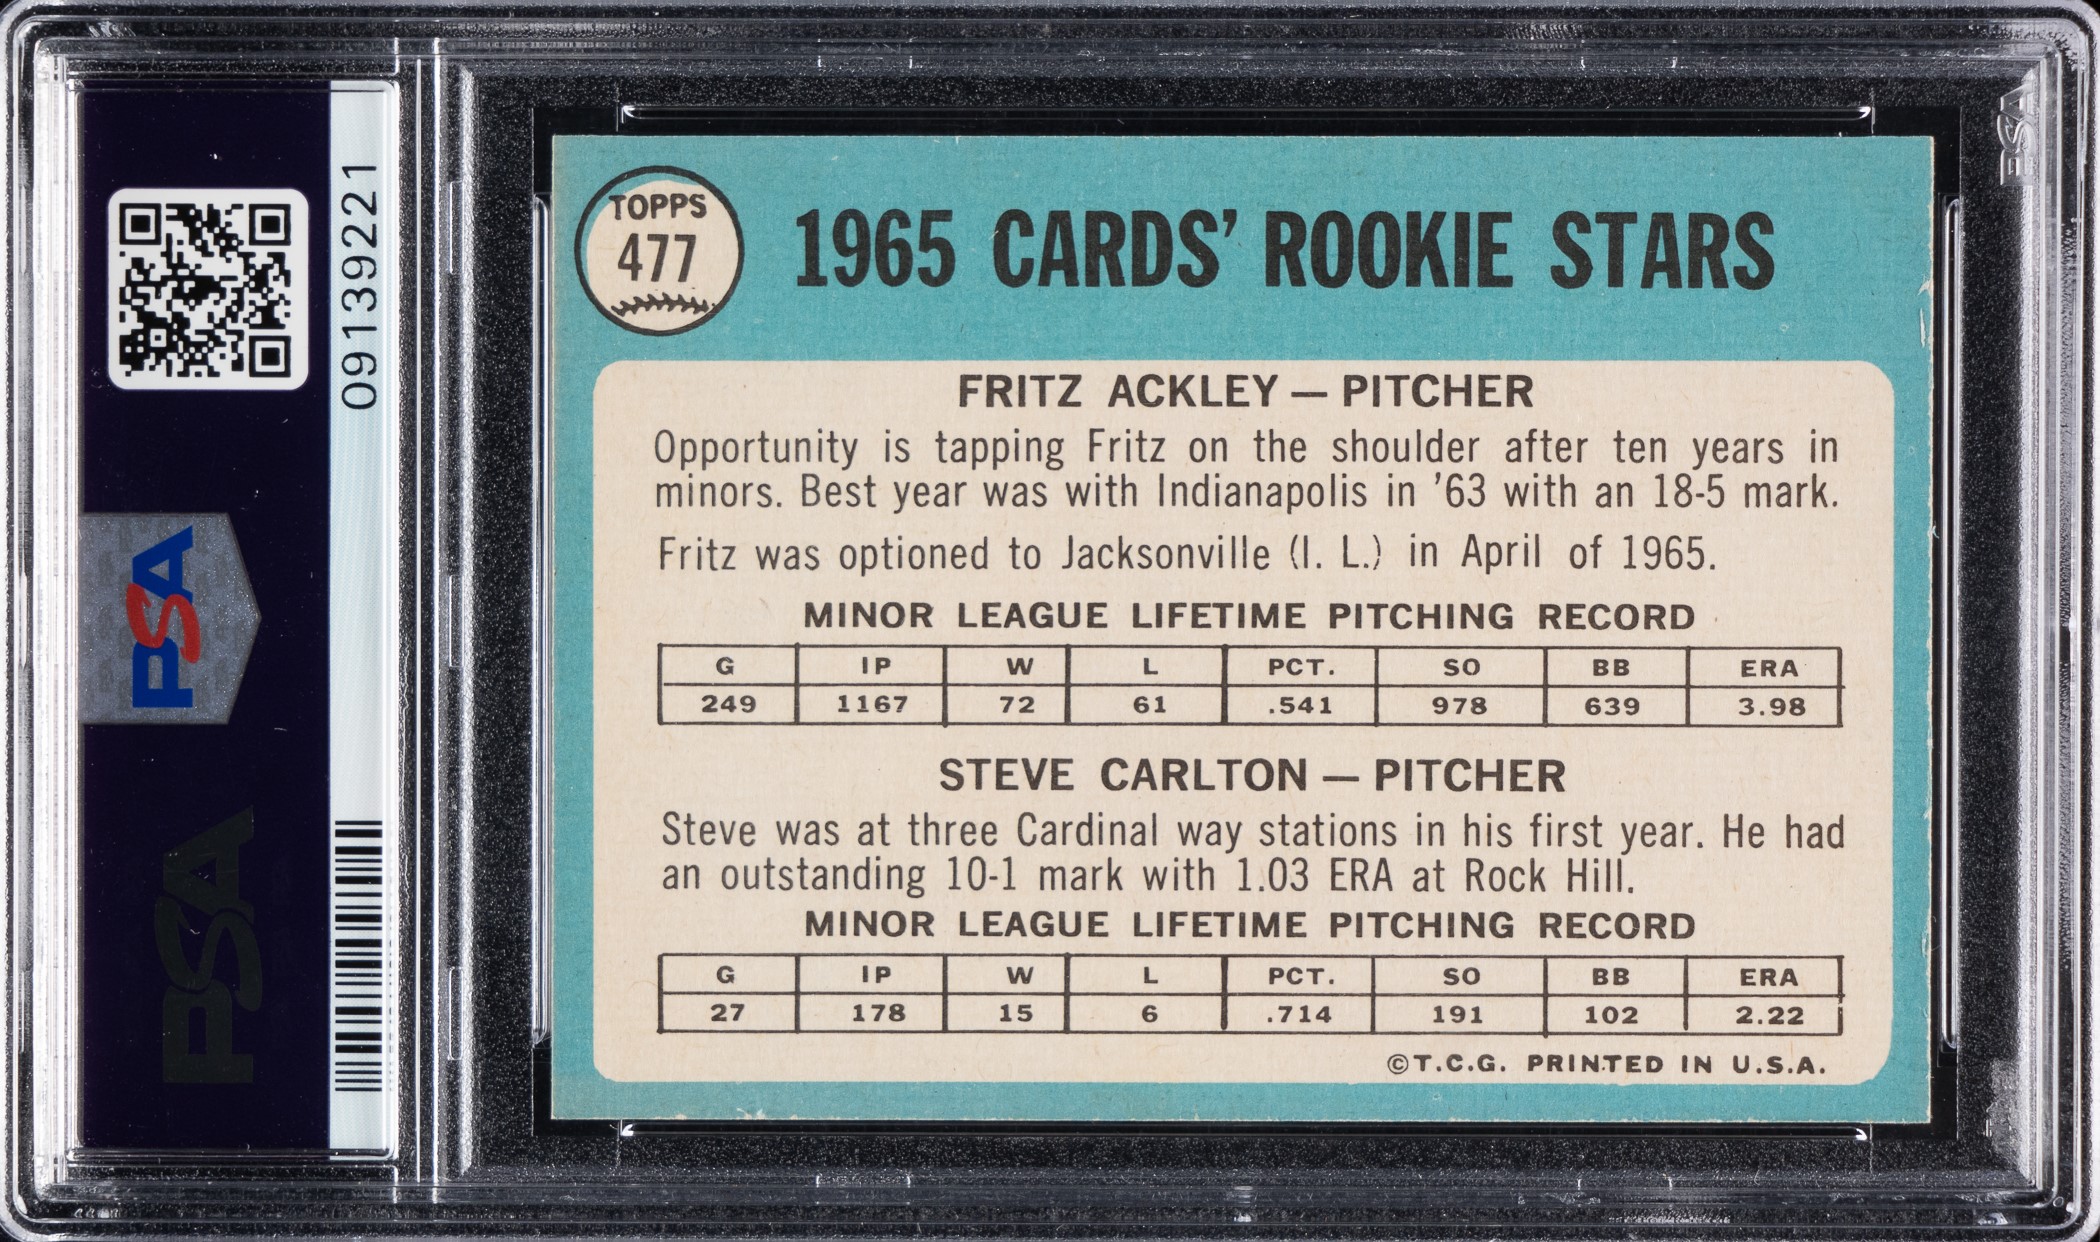 09139221
PSA
PSA
PSA
TOPPS
477
1965 CARDS' ROOKIE STARS
FRITZ ACKLEY — PITCHER
Opportunity is tapping Fritz on the shoulder after ten years in
minors. Best year was with Indianapolis in '63 with an 18-5 mark.
Fritz was optioned to Jacksonville (I. L.) in April of 1965.
MINOR LEAGUE LIFETIME PITCHING RECORD
G IP W L PCT. SO BB ERA
249 1167 72 61 .541 978 639 3.98
STEVE CARLTON — PITCHER
Steve was at three Cardinal way stations in his first year. He had
an outstanding 10-1 mark with 1.03 ERA at Rock Hill.
MINOR LEAGUE LIFETIME PITCHING RECORD
G IP W L PCT. SO BB ERA
27 178 15 6 .714 191 102 2.22
©T.C.G. PRINTED IN U.S.A.